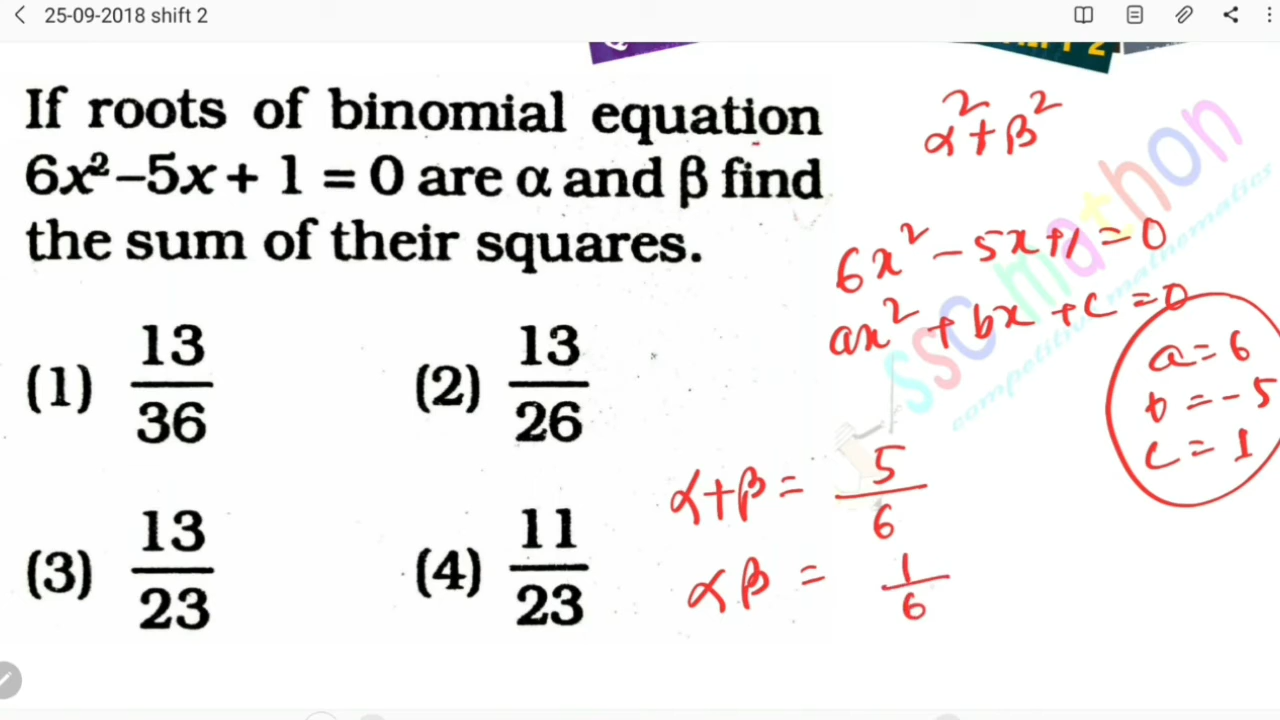 25-09-2018 shift 2
If roots of binomial equation
6x²–5x + 1 = 0 are α and β find
the sum of their squares.
(1) 13/36
(2) 13/26
(3) 13/23
(4) 11/23
α²+β²
6x² – 5x+1 = 0
ax² + bx + c = 0
a = 6
b = – 5
c = 1
α+β = 5/6
αβ = 1/6
ssc mathon
competitive mathematics